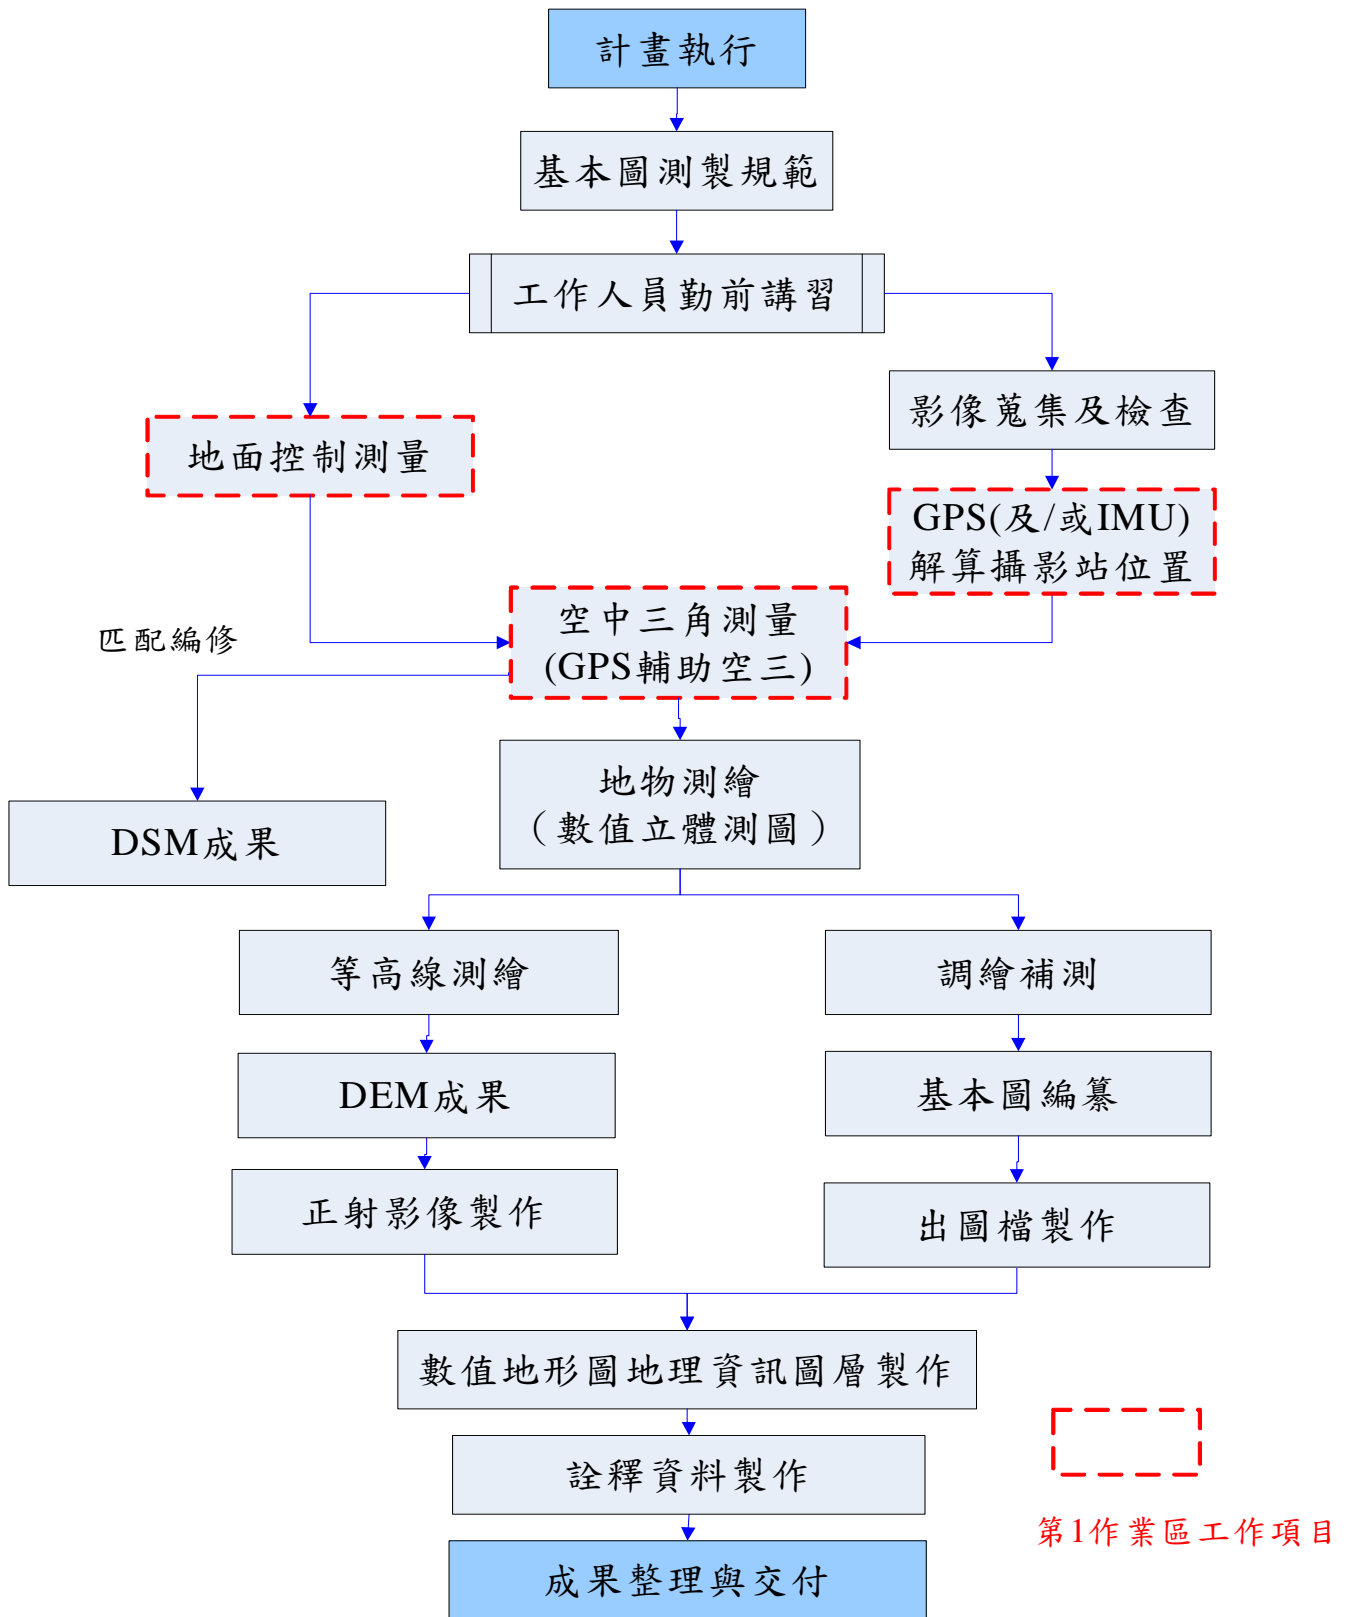 計畫執行
基本圖測製規範
工作人員勤前講習
影像蒐集及檢查
地面控制測量
GPS(及/或IMU)
解算攝影站位置
空中三角測量
(GPS輔助空三)
匹配編修
地物測繪
（數值立體測圖）
DSM成果
等高線測繪
調繪補測
DEM成果
基本圖編纂
正射影像製作
出圖檔製作
數值地形圖地理資訊圖層製作
詮釋資料製作
第1作業區工作項目
成果整理與交付